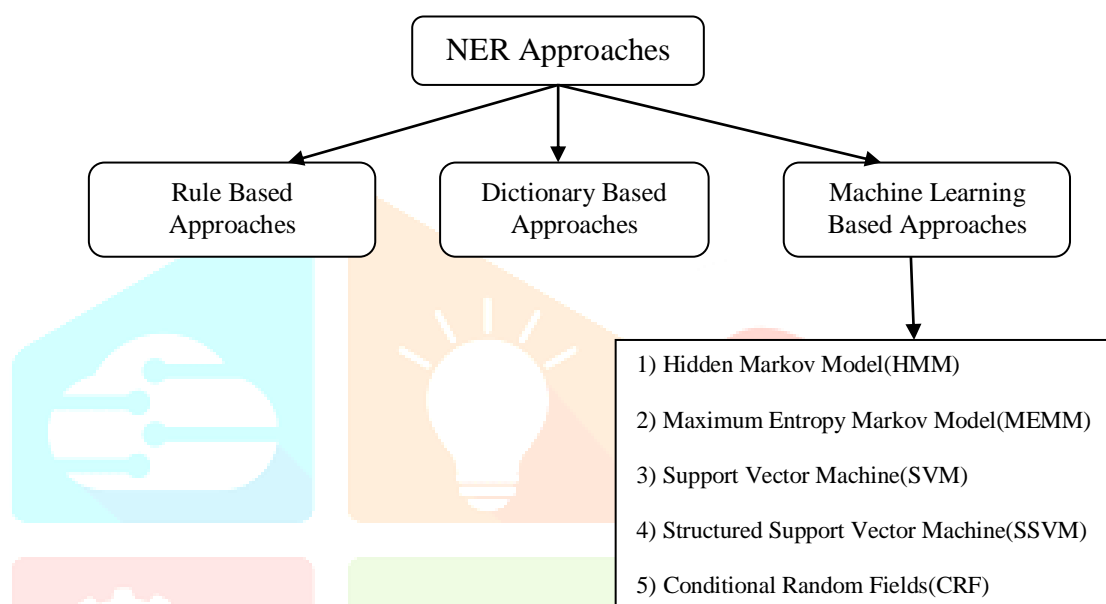 NER Approaches
Rule Based
Approaches
Dictionary Based
Approaches
Machine Learning
Based Approaches
1) Hidden Markov Model(HMM)
2) Maximum Entropy Markov Model(MEMM)
3) Support Vector Machine(SVM)
4) Structured Support Vector Machine(SSVM)
5) Conditional Random Fields(CRF)